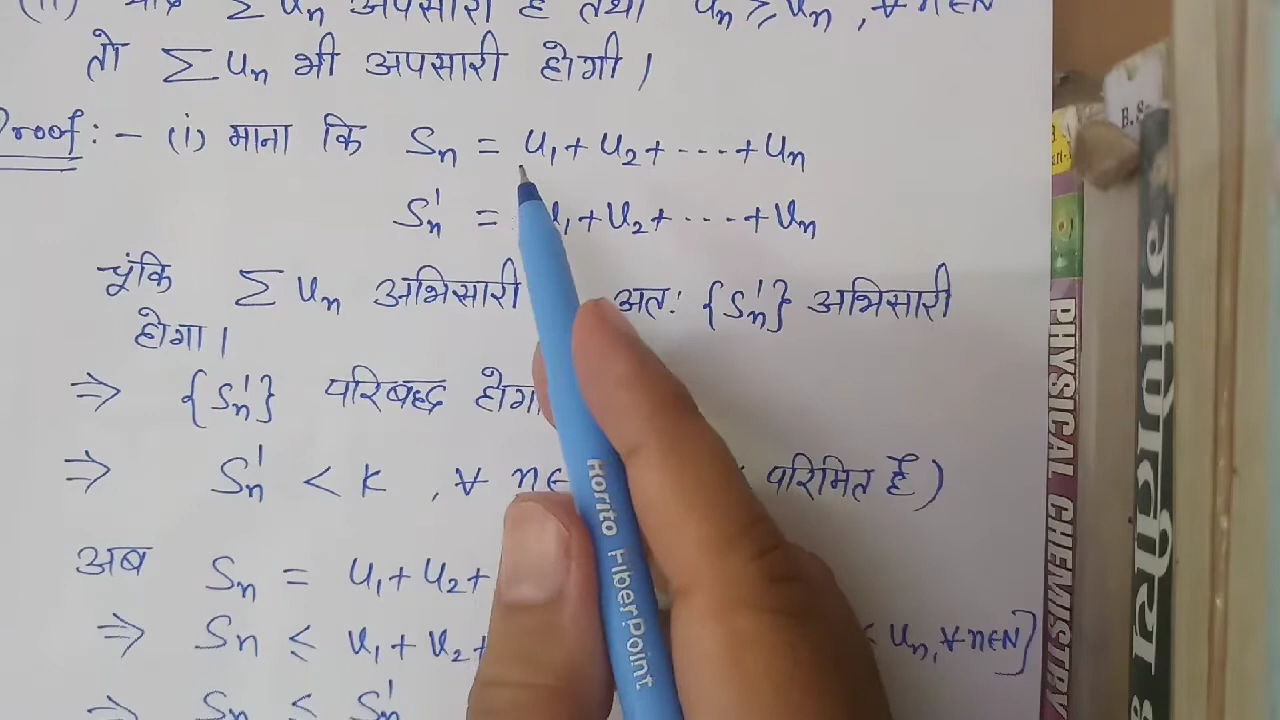 (ii) यदि Σ Un अपसारी है तथा Un ≥ Vn, ∀ n∈N
तो Σ Un भी अपसारी होगी।
Proof:- (i) माना कि Sn = U1 + U2 + ---- + Un
S'n = V1 + V2 + ---- + Vn
चूंकि Σ Vn अभिसारी अतः {S'n} अभिसारी
होगा।
⇒ {S'n} परिबद्ध होगा
⇒ S'n < K , ∀ n∈ परिमित है)
अब Sn = U1 + U2 +
⇒ Sn ≤ V1 + V2 + ≤ Vn, ∀ n∈N]
⇒ Sn ≤ S'n
B.Sc
PHYSICAL CHEMISTRY
Horito FiberPoint